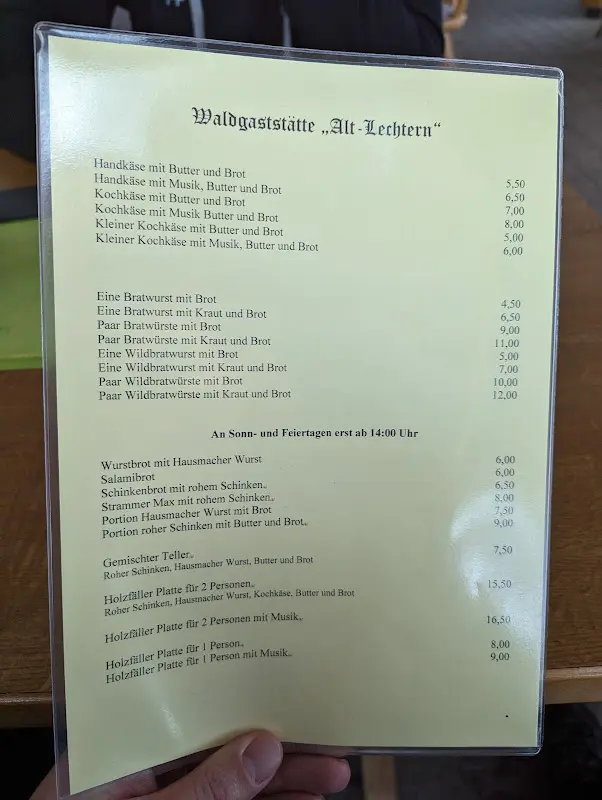 Waldgaststätte „Alt-Lechtern“
Handkäse mit Butter und Brot 5,50
Handkäse mit Musik, Butter und Brot 6,50
Kochkäse mit Butter und Brot 7,00
Kochkäse mit Musik Butter und Brot 8,00
Kleiner Kochkäse mit Butter und Brot 5,00
Kleiner Kochkäse mit Musik, Butter und Brot 6,00
Eine Bratwurst mit Brot 4,50
Eine Bratwurst mit Kraut und Brot 6,50
Paar Bratwürste mit Brot 9,00
Paar Bratwürste mit Kraut und Brot 11,00
Eine Wildbratwurst mit Brot 5,00
Eine Wildbratwurst mit Kraut und Brot 7,00
Paar Wildbratwürste mit Brot 10,00
Paar Wildbratwürste mit Kraut und Brot 12,00
An Sonn- und Feiertagen erst ab 14:00 Uhr
Wurstbrot mit Hausmacher Wurst 6,00
Salamibrot 6,00
Schinkenbrot mit rohem Schinken 6,50
Strammer Max mit rohem Schinken 8,00
Portion Hausmacher Wurst mit Brot 7,50
Portion roher Schinken mit Butter und Brot 9,00
Gemischter Teller 7,50
Roher Schinken, Hausmacher Wurst, Butter und Brot
Holzfäller Platte für 2 Personen 15,50
Roher Schinken, Hausmacher Wurst, Kochkäse, Butter und Brot
Holzfäller Platte für 2 Personen mit Musik 16,50
Holzfäller Platte für 1 Person 8,00
Holzfäller Platte für 1 Person mit Musik 9,00